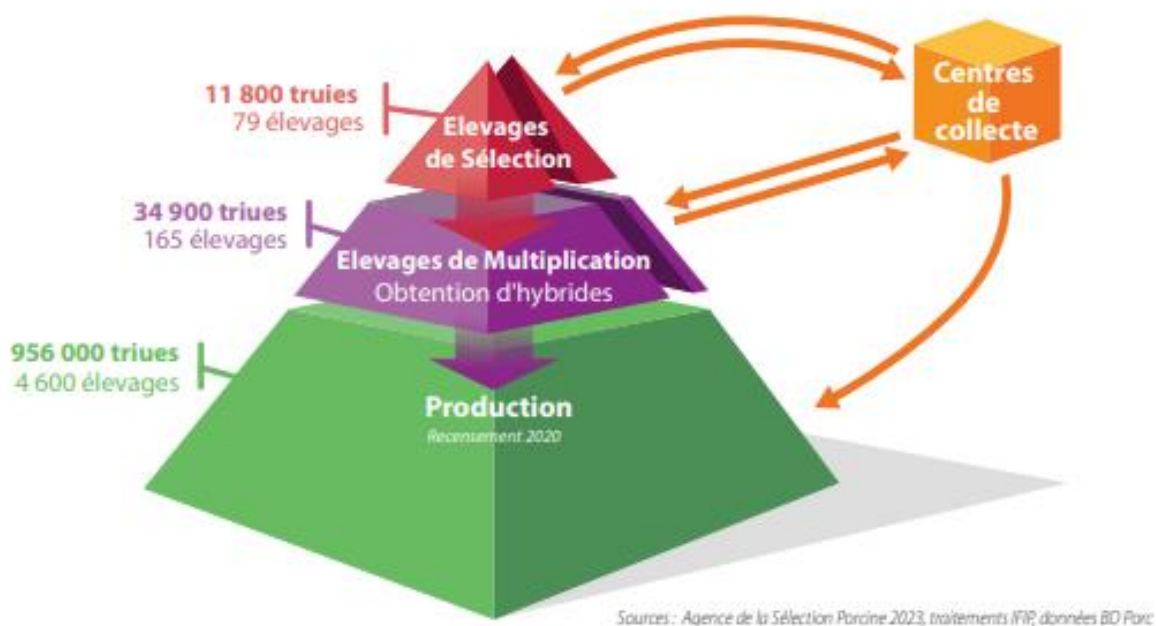 11 800 truies
79 élevages
Elevages
de Sélection
Centres
de
collecte
34 900 triues
165 élevages
Elevages de Multiplication
Obtention d'hybrides
956 000 triues
4 600 élevages
Production
Recensement 2020
Sources : Agence de la Sélection Porcine 2023, traitements IFIP, données BD Porc